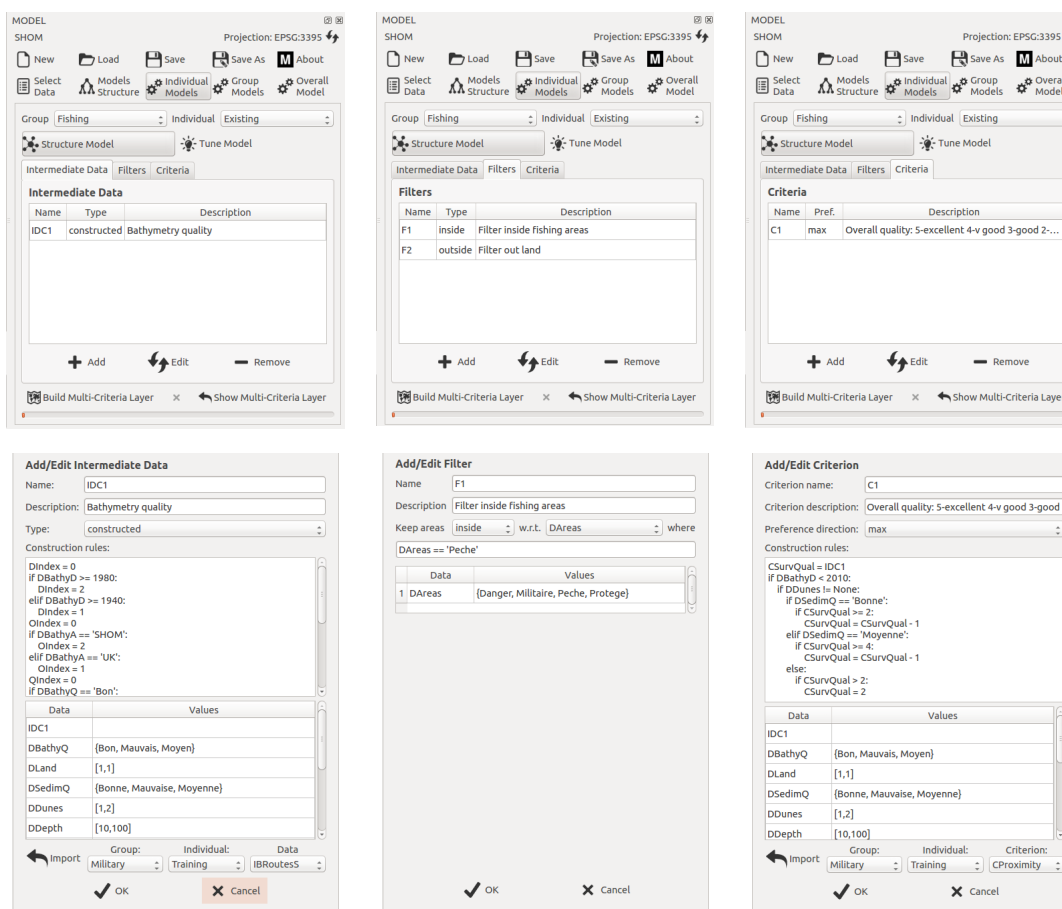 MODEL
SHOM Projection: EPSG:3395
New Load Save Save As About
Select Data Models Structure Individual Models Group Models Overall Model
Group Fishing Individual Existing
Structure Model Tune Model
Intermediate Data Filters Criteria
Intermediate Data
Name Type Description
IDC1 constructed Bathymetry quality
Add Edit Remove
Build Multi-Criteria Layer × Show Multi-Criteria Layer
MODEL
SHOM Projection: EPSG:3395
New Load Save Save As About
Select Data Models Structure Individual Models Group Models Overall Model
Group Fishing Individual Existing
Structure Model Tune Model
Intermediate Data Filters Criteria
Filters
Name Type Description
F1 inside Filter inside fishing areas
F2 outside Filter out land
Add Edit Remove
Build Multi-Criteria Layer × Show Multi-Criteria Layer
MODEL
SHOM Projection: EPSG:3395
New Load Save Save As Abou
Select Data Models Structure Individual Models Group Models Overa Model
Group Fishing Individual Existing
Structure Model Tune Model
Intermediate Data Filters Criteria
Criteria
Name Pref. Description
C1 max Overall quality: 5-excellent 4-v good 3-good 2-...
Add Edit Remove
Build Multi-Criteria Layer × Show Multi-Criteria Laye
Add/Edit Intermediate Data
Name: IDC1
Description: Bathymetry quality
Type: constructed
Construction rules:
DIndex = 0
if DBathyD >= 1980:
DIndex = 2
elif DBathyD >= 1940:
DIndex = 1
OIndex = 0
if DBathyA == 'SHOM':
OIndex = 2
elif DBathyA == 'UK':
OIndex = 1
QIndex = 0
if DBathyQ == 'Bon':
Data Values
IDC1
DBathyQ {Bon, Mauvais, Moyen}
DLand [1,1]
DSedimQ {Bonne, Mauvaise, Moyenne}
DDunes [1,2]
DDepth [10,100]
Group: Individual: Data
Import Military Training IBRoutesS
OK Cancel
Add/Edit Filter
Name F1
Description Filter inside fishing areas
Keep areas inside w.r.t. DAreas where
DAreas == 'Peche'
Data Values
1 DAreas {Danger, Militaire, Peche, Protege}
OK Cancel
Add/Edit Criterion
Criterion name: C1
Criterion description: Overall quality: 5-excellent 4-v good 3-good
Preference direction: max
Construction rules:
CSurvQual = IDC1
if DBathyD < 2010:
if DDunes != None:
if DSedimQ == 'Bonne':
if CSurvQual >= 2:
CSurvQual = CSurvQual - 1
elif DSedimQ == 'Moyenne':
if CSurvQual >= 4:
CSurvQual = CSurvQual - 1
else:
if CSurvQual > 2:
CSurvQual = 2
Data Values
IDC1
DBathyQ {Bon, Mauvais, Moyen}
DLand [1,1]
DSedimQ {Bonne, Mauvaise, Moyenne}
DDunes [1,2]
DDepth [10,100]
Group: Individual: Criterion:
Import Military Training CProximity
OK Cancel